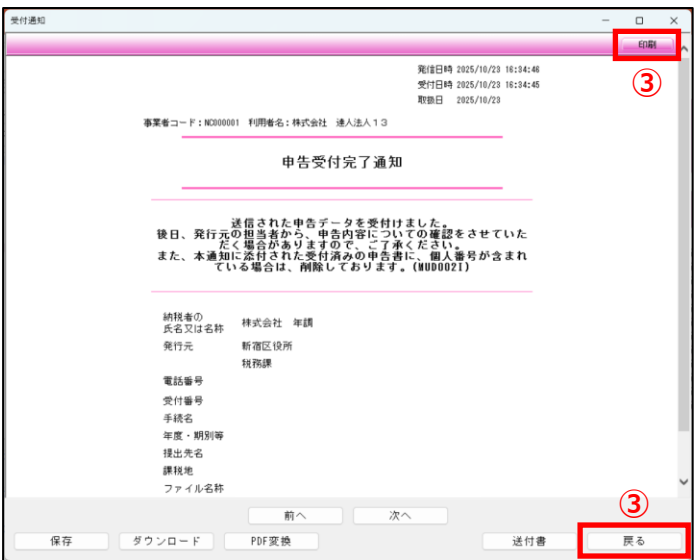 受付通知
印刷
③
発信日時 2025/10/23 16:34:46
受付日時 2025/10/23 16:34:45
取扱日 2025/10/23
事業者コード：NC000001 利用者名：株式会社 達人法人１３
申告受付完了通知
送信された申告データを受付けました。
後日、発行元の担当者から、申告内容についての確認をさせていた
だく場合がありますので、ご了承ください。
また、本通知に添付された受付済みの申告書に、個人番号が含まれ
ている場合は、削除しております。(MUD002I)
納税者の
氏名又は名称 株式会社 年調
発行元 新宿区役所
税務課
電話番号
受付番号
手続名
年度・期別等
提出先名
課税地
ファイル名称
③
前へ 次へ
保存 ダウンロード PDF変換 送付書 戻る